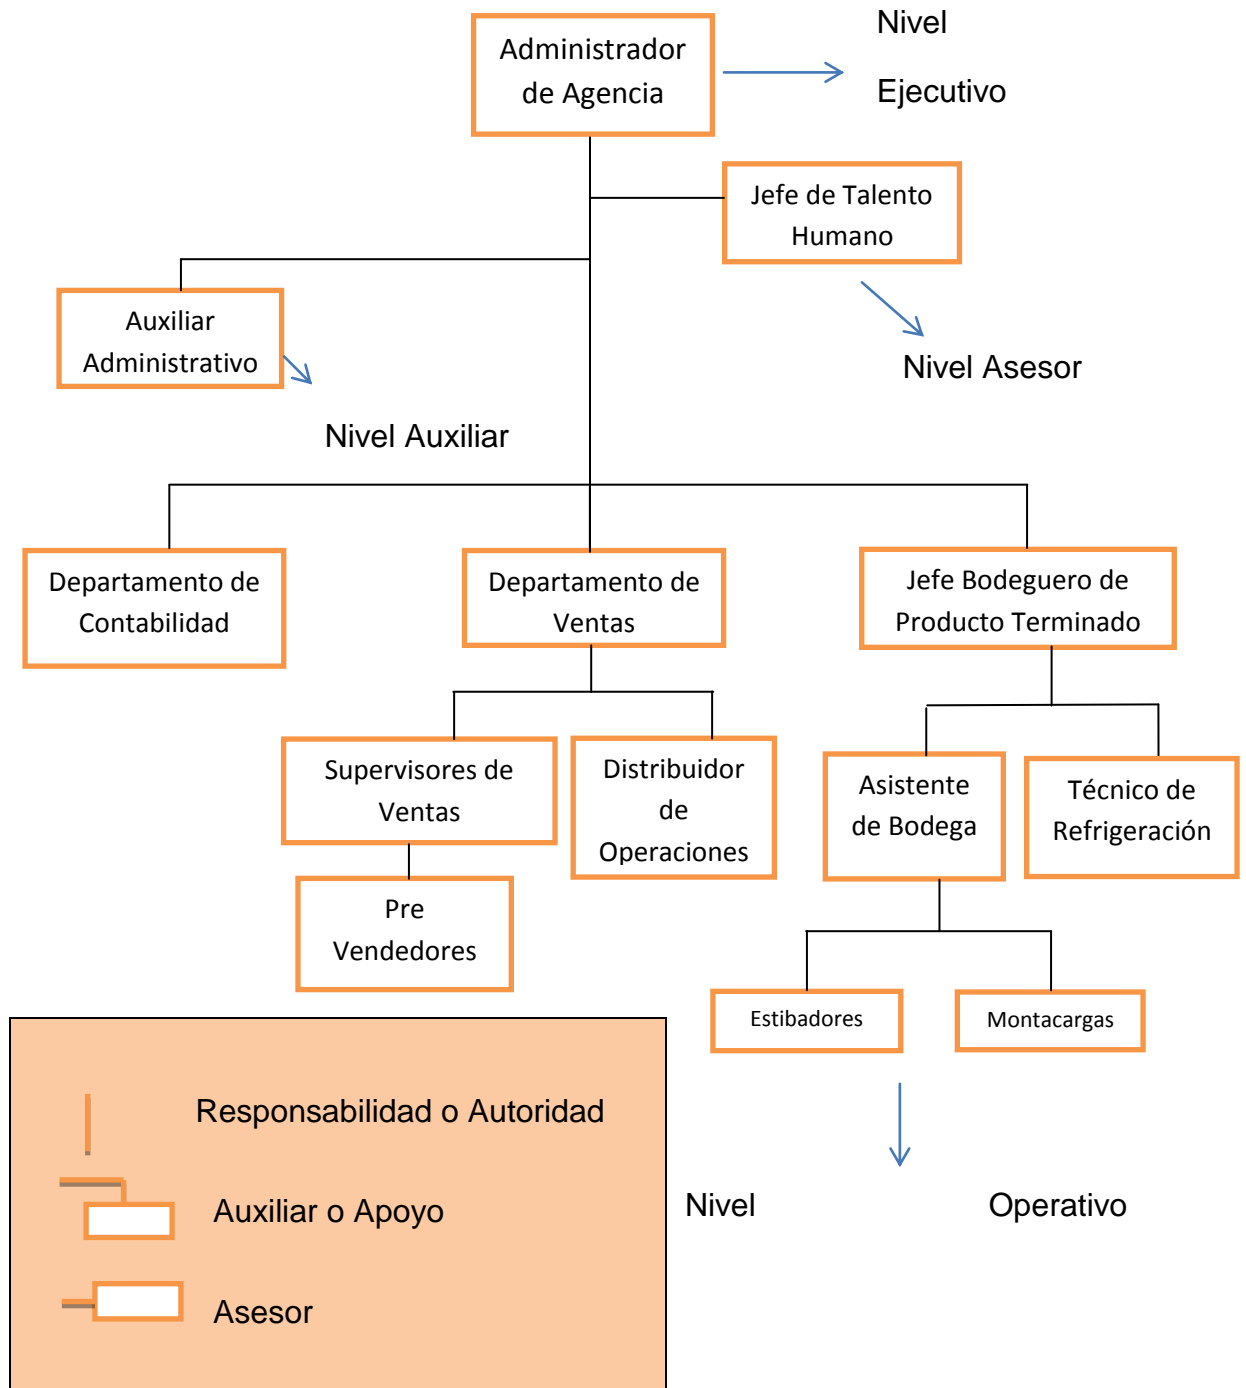 Administrador
de Agencia
Nivel
Ejecutivo
Jefe de Talento
Humano
Auxiliar
Administrativo
Nivel Asesor
Nivel Auxiliar
Departamento de
Contabilidad
Departamento de
Ventas
Jefe Bodeguero de
Producto Terminado
Supervisores de
Ventas
Distribuidor
de
Operaciones
Asistente
de Bodega
Técnico de
Refrigeración
Pre
Vendedores
Estibadores
Montacargas
Responsabilidad o Autoridad
Auxiliar o Apoyo
Asesor
Nivel Operativo